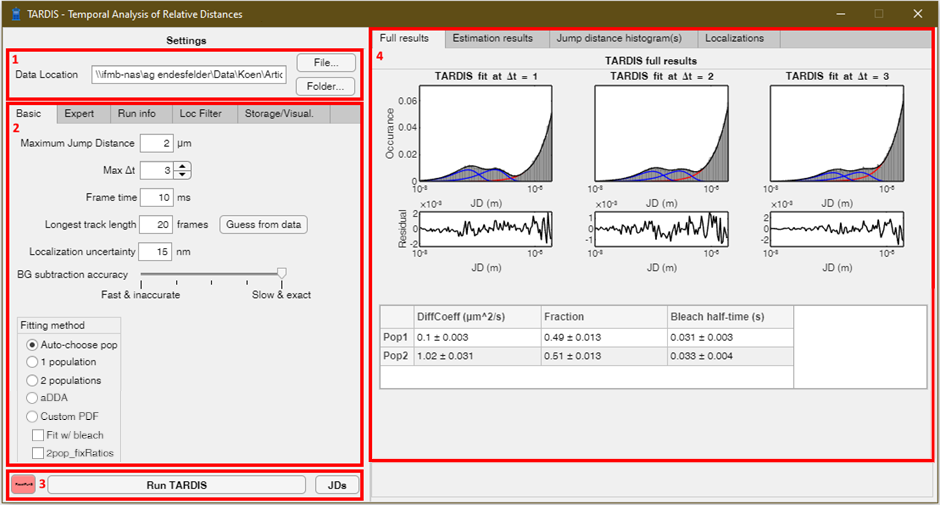 TARDIS - Temporal Analysis of Relative Distances
Settings
1
Data Location
\\ifmb-nas\ag endesfelder\Data\Koen\Artic
File...
Folder...
2
Basic Expert Run info Loc Filter Storage/Visual.
Maximum Jump Distance 2 µm
Max Δt 3
Frame time 10 ms
Longest track length 20 frames Guess from data
Localization uncertainty 15 nm
BG subtraction accuracy
Fast & inaccurate Slow & exact
Fitting method
Auto-choose pop
1 population
2 populations
aDDA
Custom PDF
Fit w/ bleach
2pop_fixRatios
3
Run TARDIS JDs
Full results Estimation results Jump distance histogram(s) Localizations
4
TARDIS full results
TARDIS fit at Δt = 1 TARDIS fit at Δt = 2 TARDIS fit at Δt = 3
Occurance
0.06
0.04
0.02
0
10⁻⁸ 10⁻⁶ 10⁻⁸ 10⁻⁶ 10⁻⁸ 10⁻⁶
JD (m) JD (m) JD (m)
×10⁻³ ×10⁻³ ×10⁻³
Residual
2 2 2
0 1 0
-2 0 -2
-1
10⁻⁸ 10⁻⁶ 10⁻⁸ 10⁻⁶ 10⁻⁸ 10⁻⁶
JD (m) JD (m) JD (m)
DiffCoeff (µm^2/s) Fraction Bleach half-time (s)
Pop1 0.1 ± 0.003 0.49 ± 0.013 0.031 ± 0.003
Pop2 1.02 ± 0.031 0.51 ± 0.013 0.033 ± 0.004